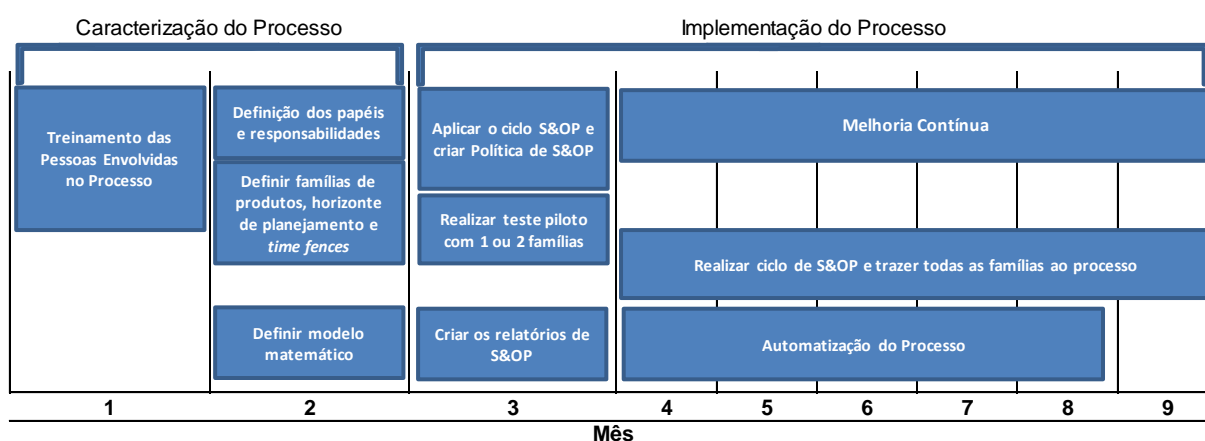 Caracterização do Processo
Implementação do Processo
Treinamento das
Pessoas Envolvidas
no Processo
Definição dos papéis
e responsabilidades
Definir famílias de
produtos, horizonte
de planejamento e
time fences
Definir modelo
matemático
Aplicar o ciclo S&OP e
criar Política de S&OP
Realizar teste piloto
com 1 ou 2 famílias
Criar os relatórios de
S&OP
Melhoria Contínua
Realizar ciclo de S&OP e trazer todas as famílias ao processo
Automatização do Processo
1 2 3 4 5 6 7 8 9
Mês